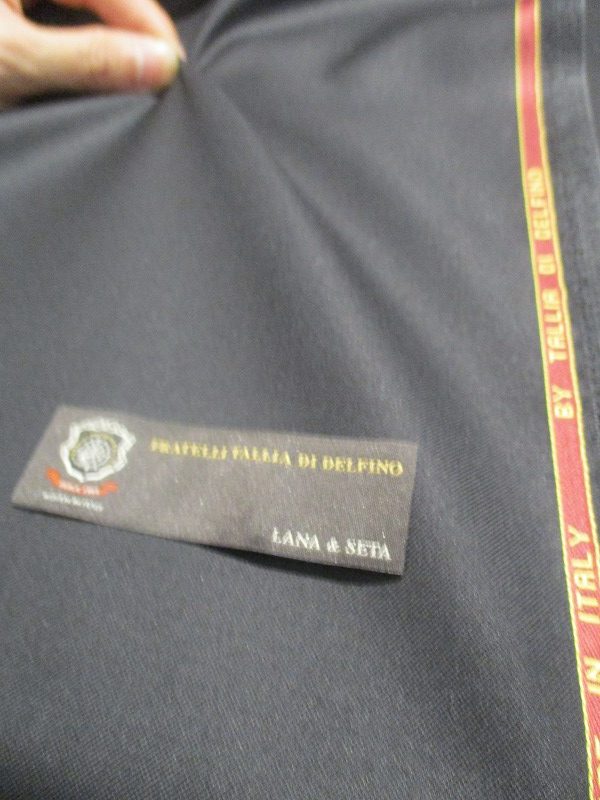 FRATELLI TALLIA DI DELFINO
LANA & SETA
IN ITALY BY TALLIA DI DELFINO